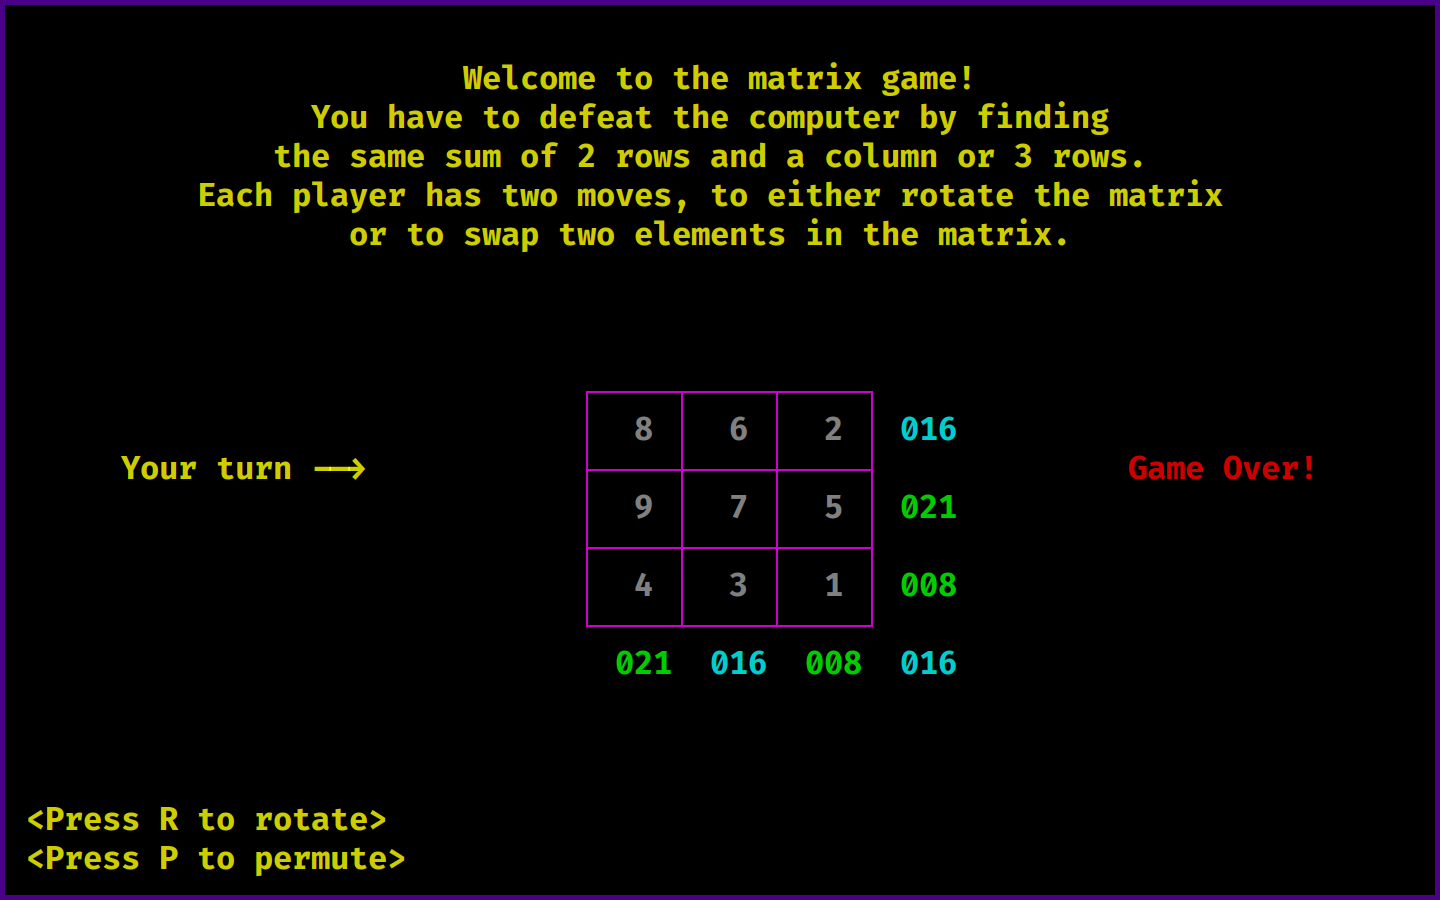 Welcome to the matrix game!
You have to defeat the computer by finding
the same sum of 2 rows and a column or 3 rows.
Each player has two moves, to either rotate the matrix
or to swap two elements in the matrix.
8 6 2 016
Your turn ⟶ Game Over!
9 7 5 021
4 3 1 008
021 016 008 016
<Press R to rotate>
<Press P to permute>